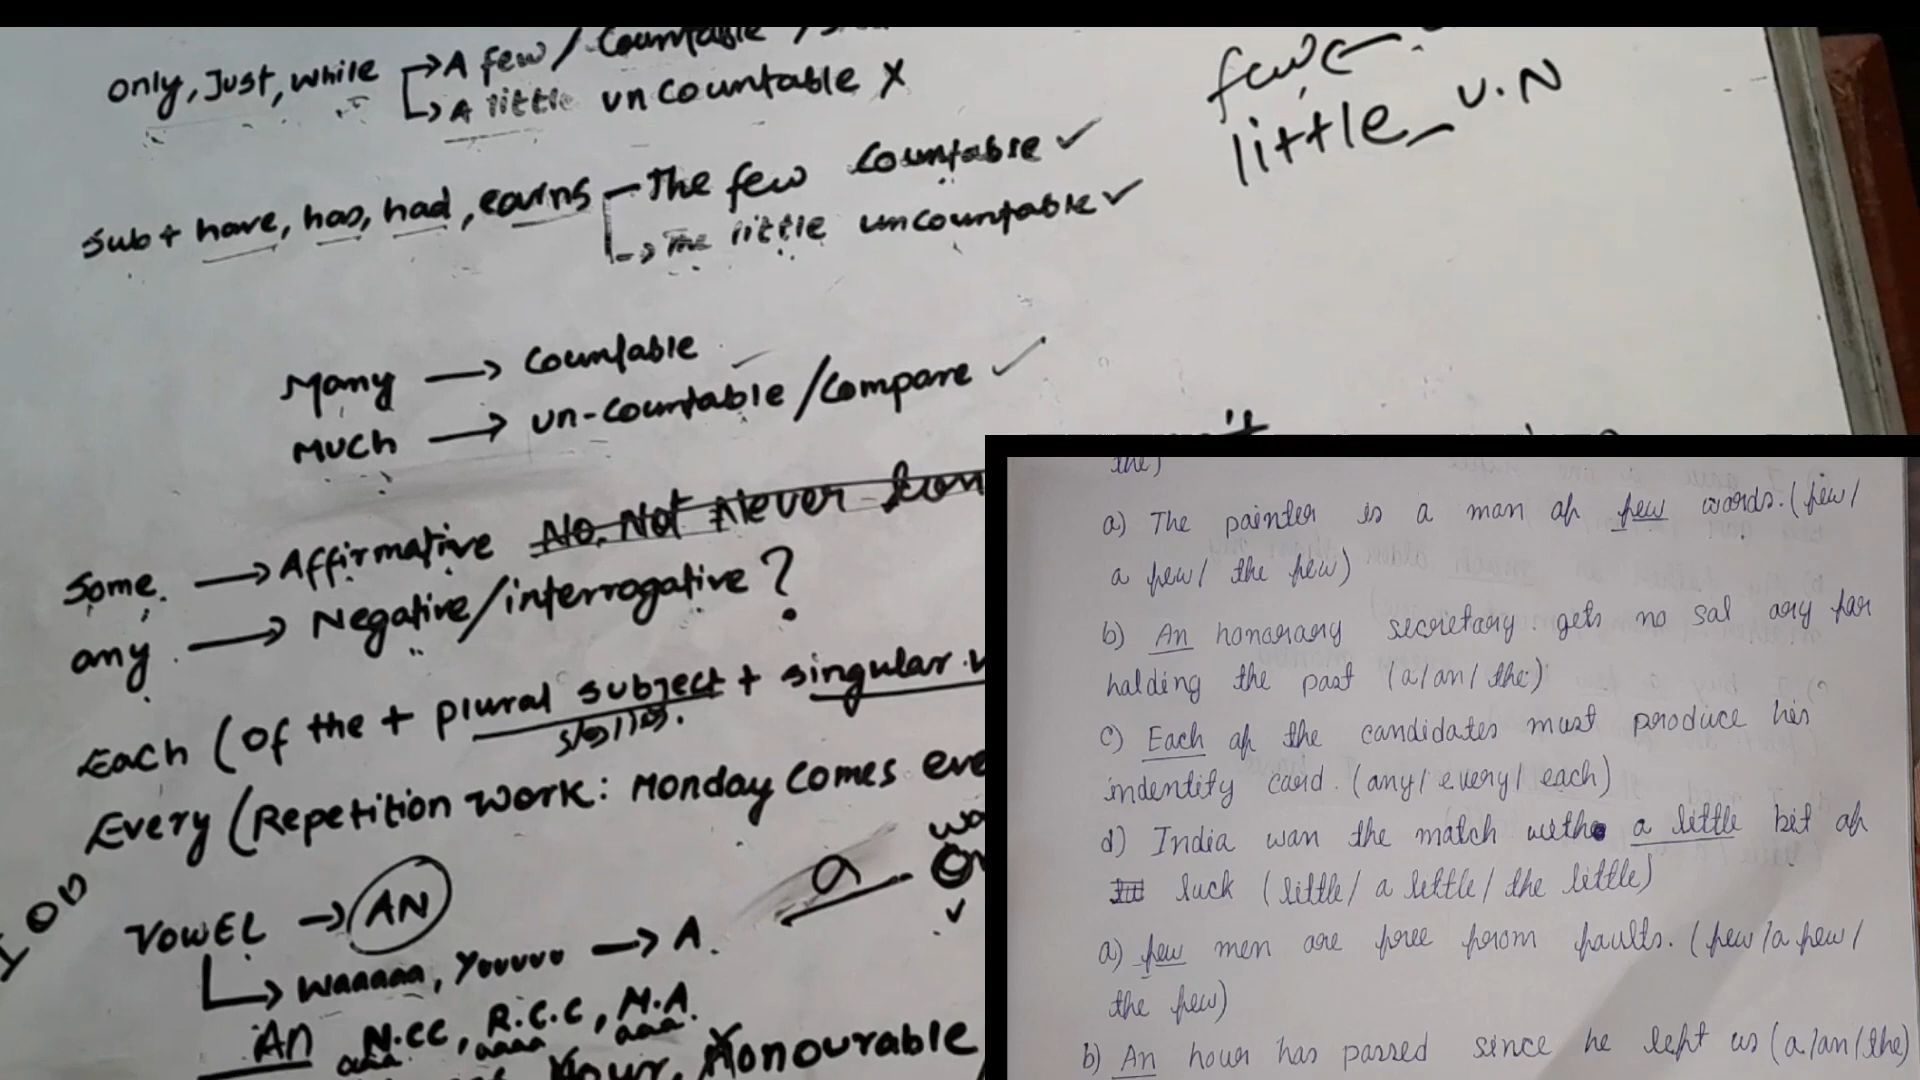 only, Just, while → A few / Countable /
→ A little un countable X
few ←
little_ U.N
Sub + have, has, had, earns — The few Countable ✓
→ The little uncountable ✓
Many → Countable
Much → un-countable / Compare ✓
Some. → Affirmative No. Not Never
any. → Negative/interrogative ?
Each (of the + plural subject + singular
Every (Repetition work: Monday comes
VOWEL → AN
a
→ waaaaa, Yuuuuu → A.
An N.CC, R.C.C, M.A.
Hour, Honourable
the)
a) The painter is a man of few words. (few/
a few/ the few)
b) An honorary secretary. gets no sal ary for
holding the post (a/an/ the)
c) Each of the candidates must produce his
indentify card. (any/ every/ each)
d) India won the match with a little bit of
luck (little/ a little/ the little)
a) few men are free from faults. (few /a few/
the few)
b) An hour has passed since he left us (a/an/the)